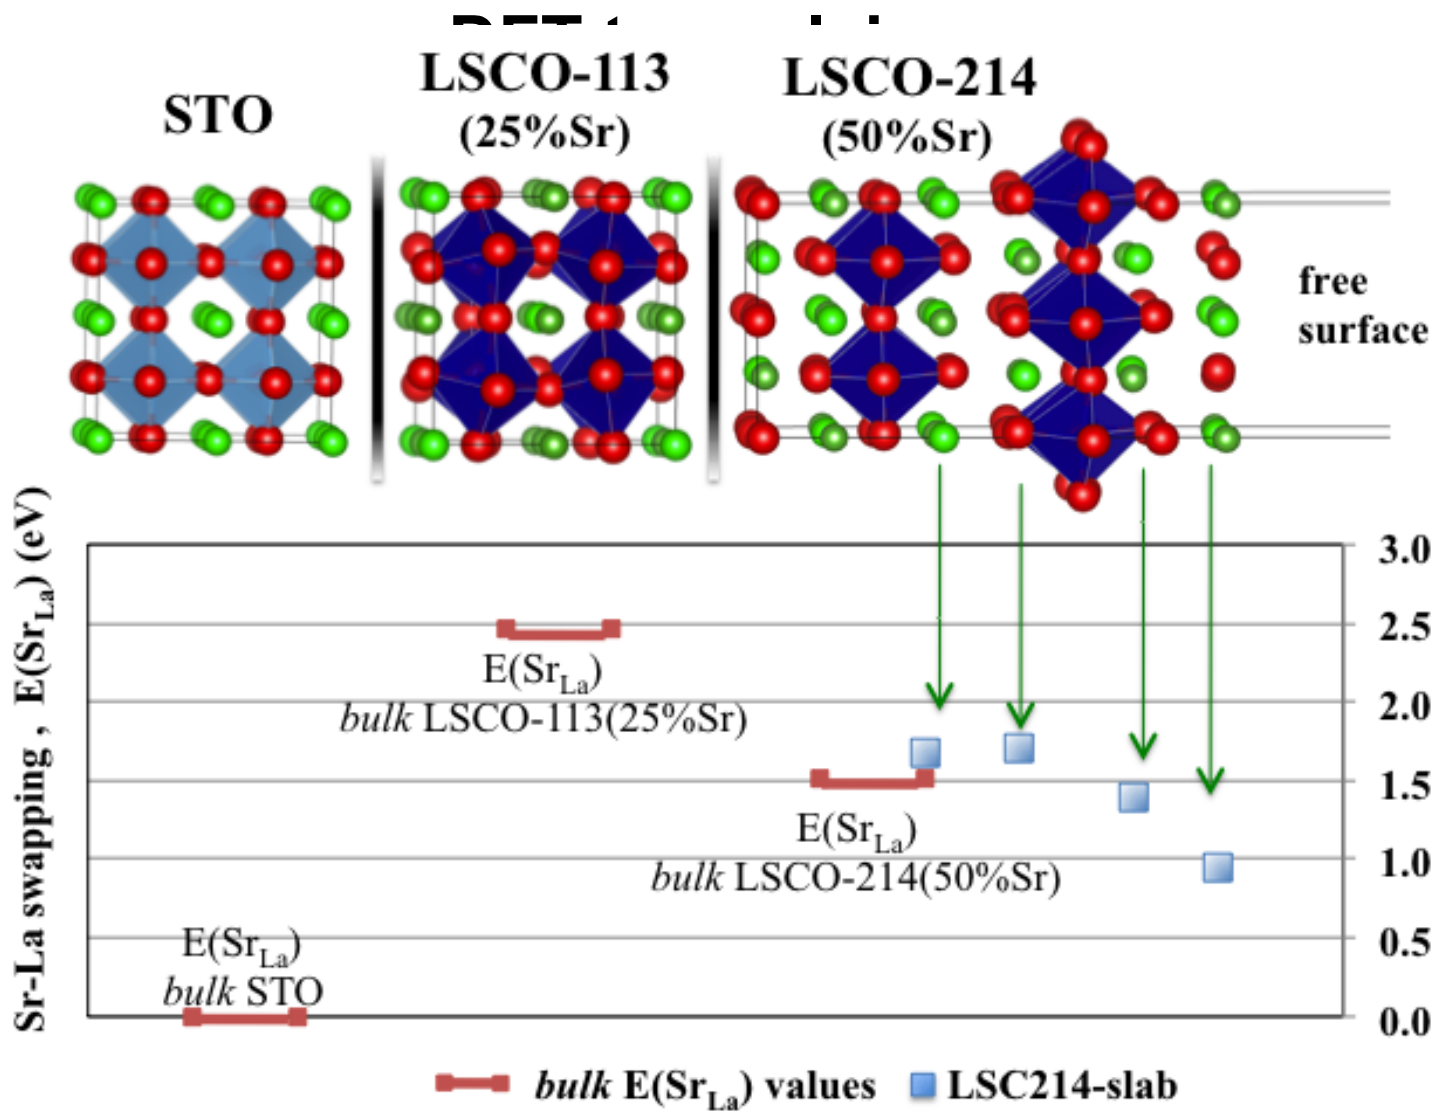 LSCO-113
LSCO-214
STO
(25%Sr)
(50%Sr)
free
surface
Sr-La swapping , E(SrLa) (eV)
3.0
2.5
2.0
1.5
1.0
0.5
0.0
E(SrLa)
bulk LSCO-113(25%Sr)
E(SrLa)
bulk LSCO-214(50%Sr)
E(SrLa)
bulk STO
bulk E(SrLa) values
LSC214-slab